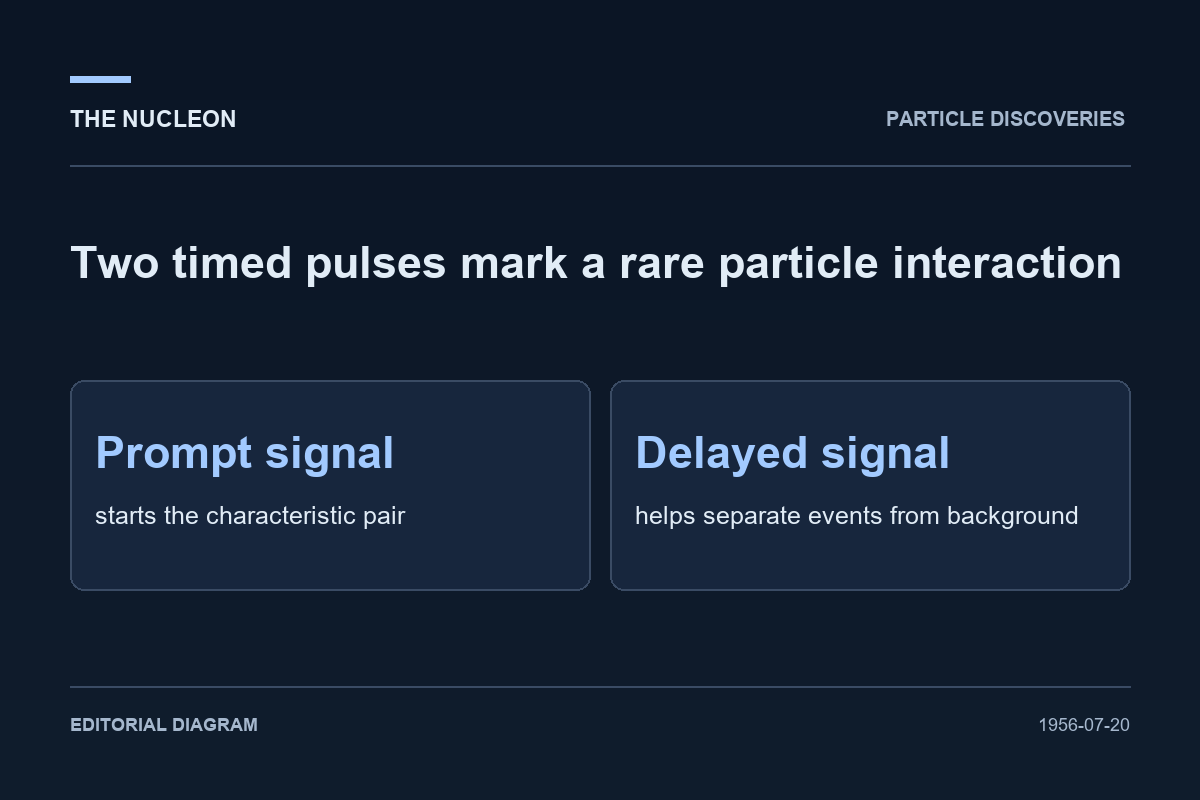 THE NUCLEON
PARTICLE DISCOVERIES
Two timed pulses mark a rare particle interaction
Prompt signal
starts the characteristic pair
Delayed signal
helps separate events from background
EDITORIAL DIAGRAM
1956-07-20